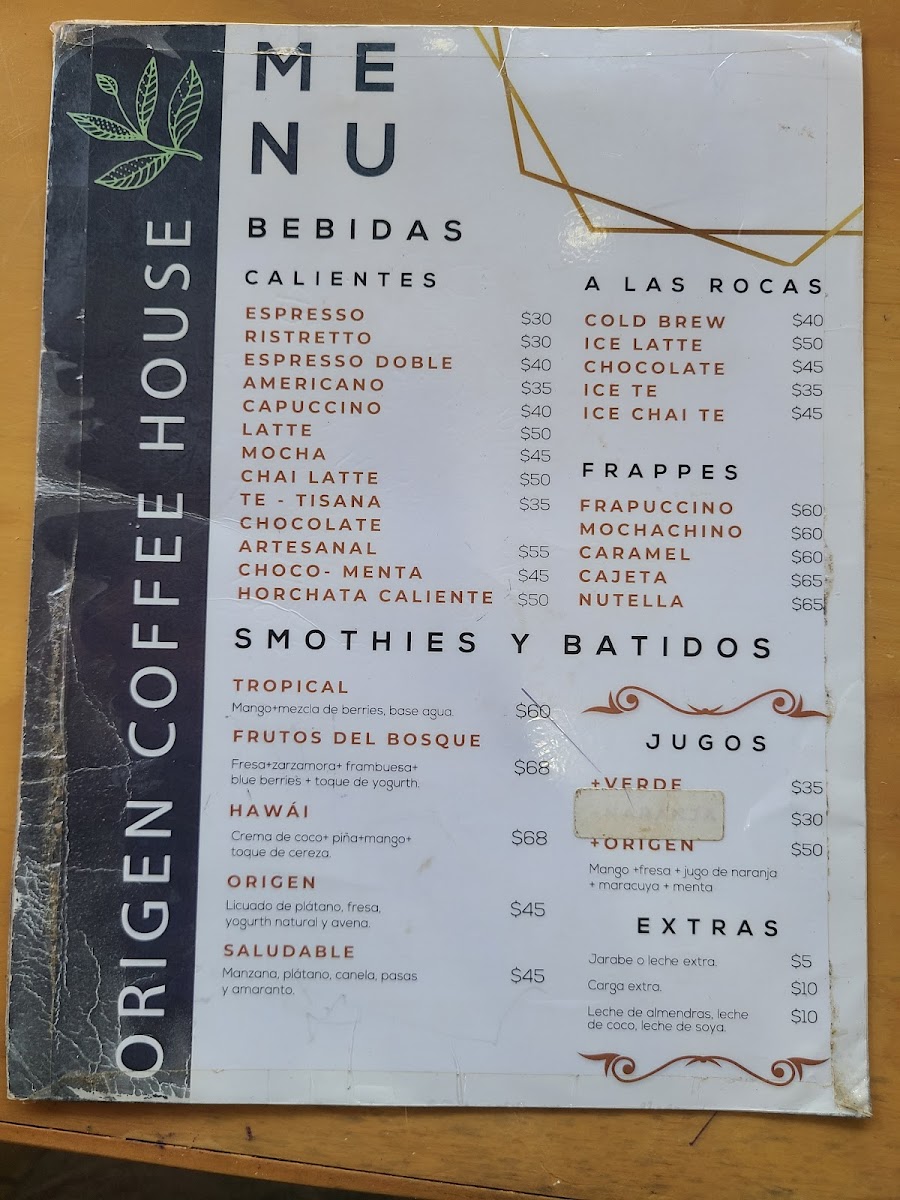 ORIGEN COFFEE HOUSE
ME
NU
BEBIDAS
CALIENTES
ESPRESSO $30
RISTRETTO $30
ESPRESSO DOBLE $40
AMERICANO $35
CAPUCCINO $40
LATTE $50
MOCHA $45
CHAI LATTE $50
TE - TISANA $35
CHOCOLATE
ARTESANAL $55
CHOCO- MENTA $45
HORCHATA CALIENTE $50
A LAS ROCAS
COLD BREW $40
ICE LATTE $50
CHOCOLATE $45
ICE TE $35
ICE CHAI TE $45
FRAPPES
FRAPUCCINO $60
MOCHACHINO $60
CARAMEL $60
CAJETA $65
NUTELLA $65
SMOTHIES Y BATIDOS
TROPICAL
Mango+mezcla de berries, base agua. $60
FRUTOS DEL BOSQUE
Fresa+zarzamora+ frambuesa+ $68
blue berries + toque de yogurth.
HAWÁI
Crema de coco+ piña+mango+ $68
toque de cereza.
ORIGEN
Licuado de plátano, fresa, $45
yogurth natural y avena.
SALUDABLE
Manzana, plátano, canela, pasas $45
y amaranto.
JUGOS
+VERDE $35
$30
+ORIGEN $50
Mango +fresa + jugo de naranja
+ maracuya + menta
EXTRAS
Jarabe o leche extra. $5
Carga extra. $10
Leche de almendras, leche $10
de coco, leche de soya.